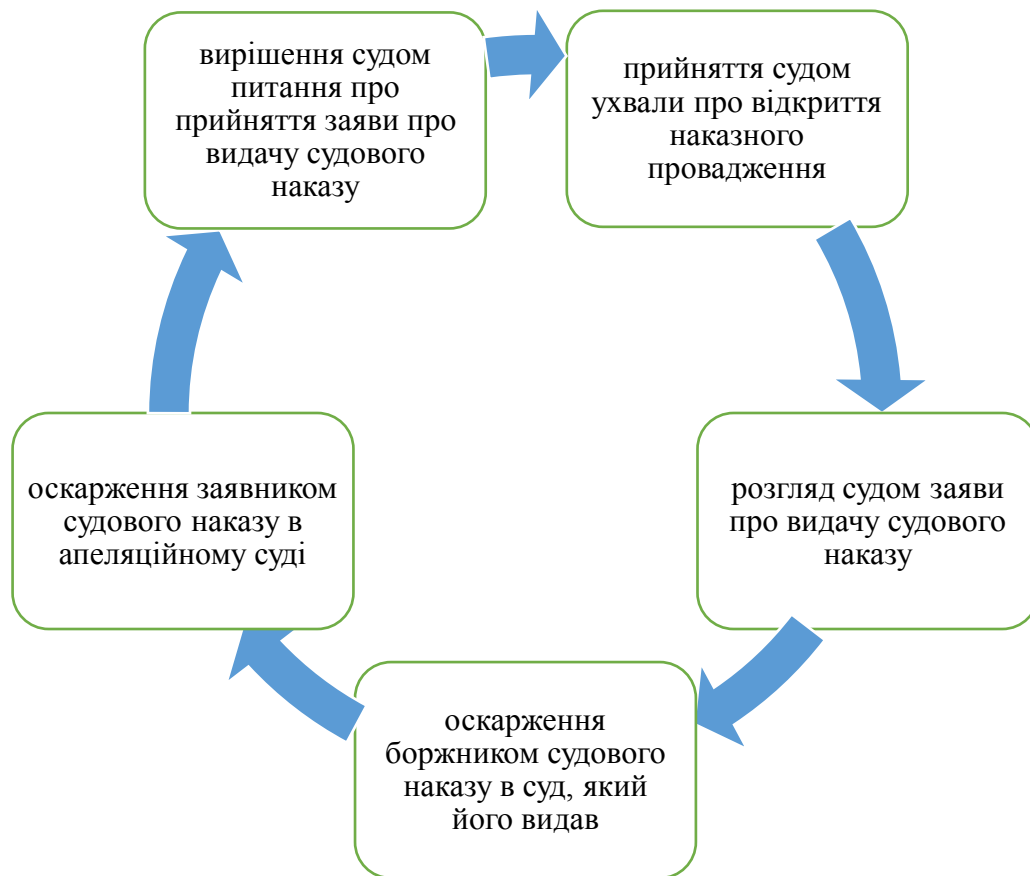 вирішення судом
питання про
прийняття заяви про
видачу судового
наказу
прийняття судом
ухвали про відкриття
наказного
провадження
розгляд судом заяви
про видачу судового
наказу
оскарження
боржником судового
наказу в суд, який
його видав
оскарження заявником
судового наказу в
апеляційному суді